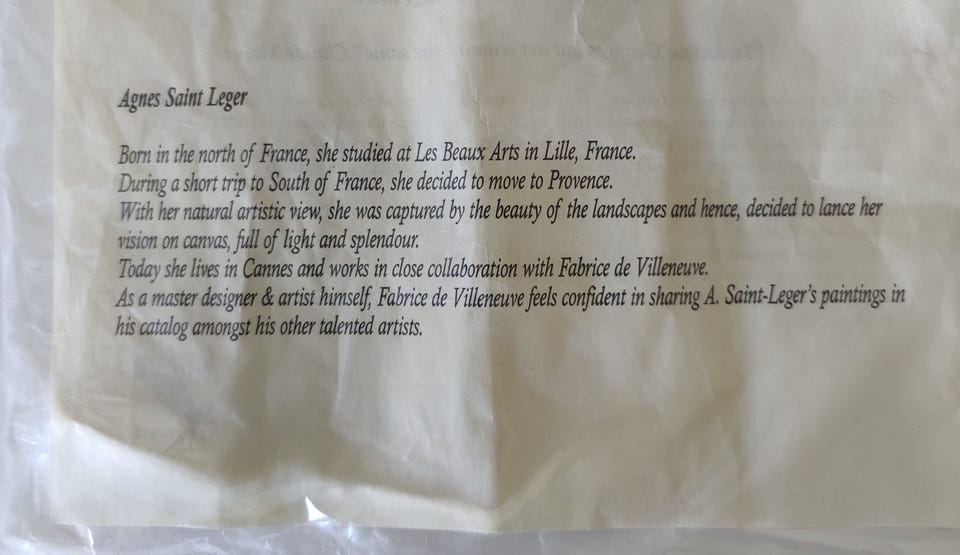 Agnes Saint Leger
Born in the north of France, she studied at Les Beaux Arts in Lille, France.
During a short trip to South of France, she decided to move to Provence.
With her natural artistic view, she was captured by the beauty of the landscapes and hence, decided to lance her
vision on canvas, full of light and splendour.
Today she lives in Cannes and works in close collaboration with Fabrice de Villeneuve.
As a master designer & artist himself, Fabrice de Villeneuve feels confident in sharing A. Saint-Leger's paintings in
his catalog amongst his other talented artists.